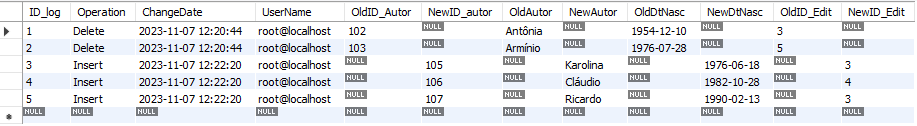 ID_log Operation ChangeDate UserName OldID_Autor NewID_autor OldAutor NewAutor OldDtNasc NewDtNasc OldID_Edit NewID_Edit
1 Delete 2023-11-07 12:20:44 root@localhost 102 NULL Antônia NULL 1954-12-10 NULL 3 NULL
2 Delete 2023-11-07 12:20:44 root@localhost 103 NULL Armínio NULL 1976-07-28 NULL 5 NULL
3 Insert 2023-11-07 12:22:20 root@localhost NULL 105 NULL Karolina NULL 1976-06-18 NULL 3
4 Insert 2023-11-07 12:22:20 root@localhost NULL 106 NULL Cláudio NULL 1982-10-28 NULL 4
5 Insert 2023-11-07 12:22:20 root@localhost NULL 107 NULL Ricardo NULL 1990-02-13 NULL 3
NULL NULL NULL NULL NULL NULL NULL NULL NULL NULL NULL NULL